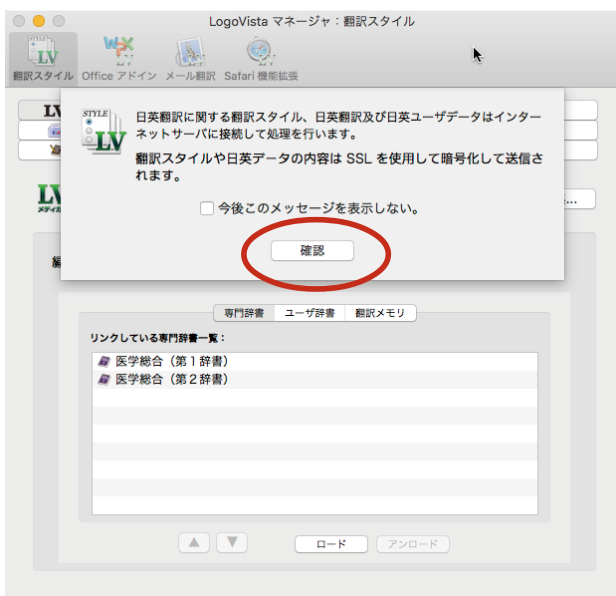 LogoVista マネージャ：翻訳スタイル
翻訳スタイル Office アドイン メール翻訳 Safari 機能拡張
日英翻訳に関する翻訳スタイル、日英翻訳及び日英ユーザデータはインター
ネットサーバに接続して処理を行います。
翻訳スタイルや日英データの内容は SSL を使用して暗号化して送信さ
れます。
今後このメッセージを表示しない。
確認
専門辞書 ユーザ辞書 翻訳メモリ
リンクしている専門辞書一覧：
医学総合（第１辞書）
医学総合（第２辞書）
ロード アンロード